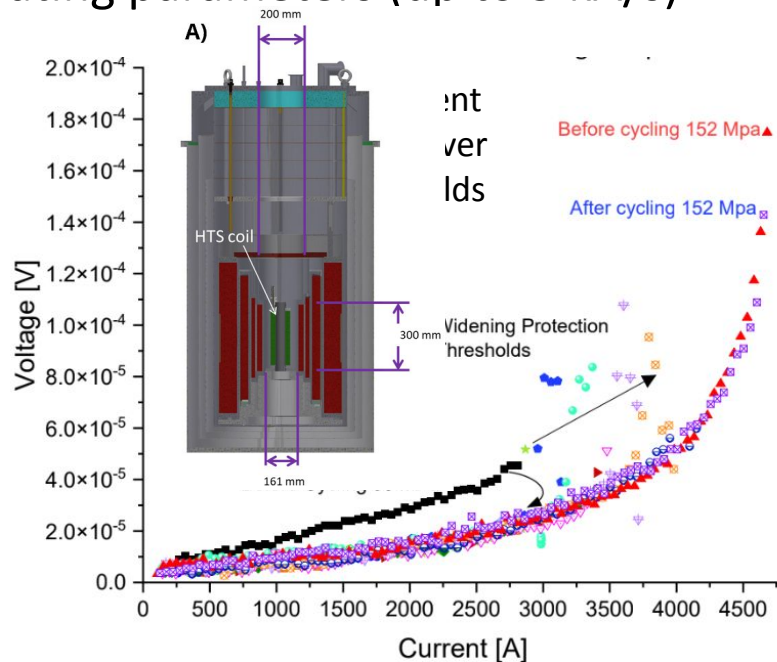 200 mm
A)
2.0×10⁻⁴
1.8×10⁻⁴
1.6×10⁻⁴
1.4×10⁻⁴
1.2×10⁻⁴
1.0×10⁻⁴
8.0×10⁻⁵
6.0×10⁻⁵
4.0×10⁻⁵
2.0×10⁻⁵
0.0
Voltage [V]
ent
ver
lds
Before cycling 152 Mpa
After cycling 152 Mpa
HTS coil
300 mm
Widening Protection
Thresholds
161 mm
0 500 1000 1500 2000 2500 3000 3500 4000 4500
Current [A]